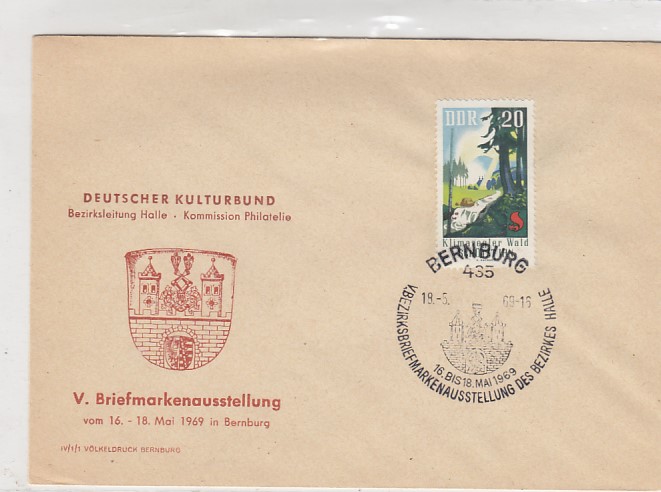 DEUTSCHER KULTURBUND
Bezirksleitung Halle · Kommission Philatelie
V. Briefmarkenausstellung
vom 16. - 18. Mai 1969 in Bernburg
IV/1/1 VÖLKELDRUCK BERNBURG
DDR 20
Klimaregler Wald
BERNBURG
435
18.-5. 69-16
V.BEZIRKSBRIEFMARKENAUSSTELLUNG DES BEZIRKES HALLE
16. BIS 18. MAI 1969